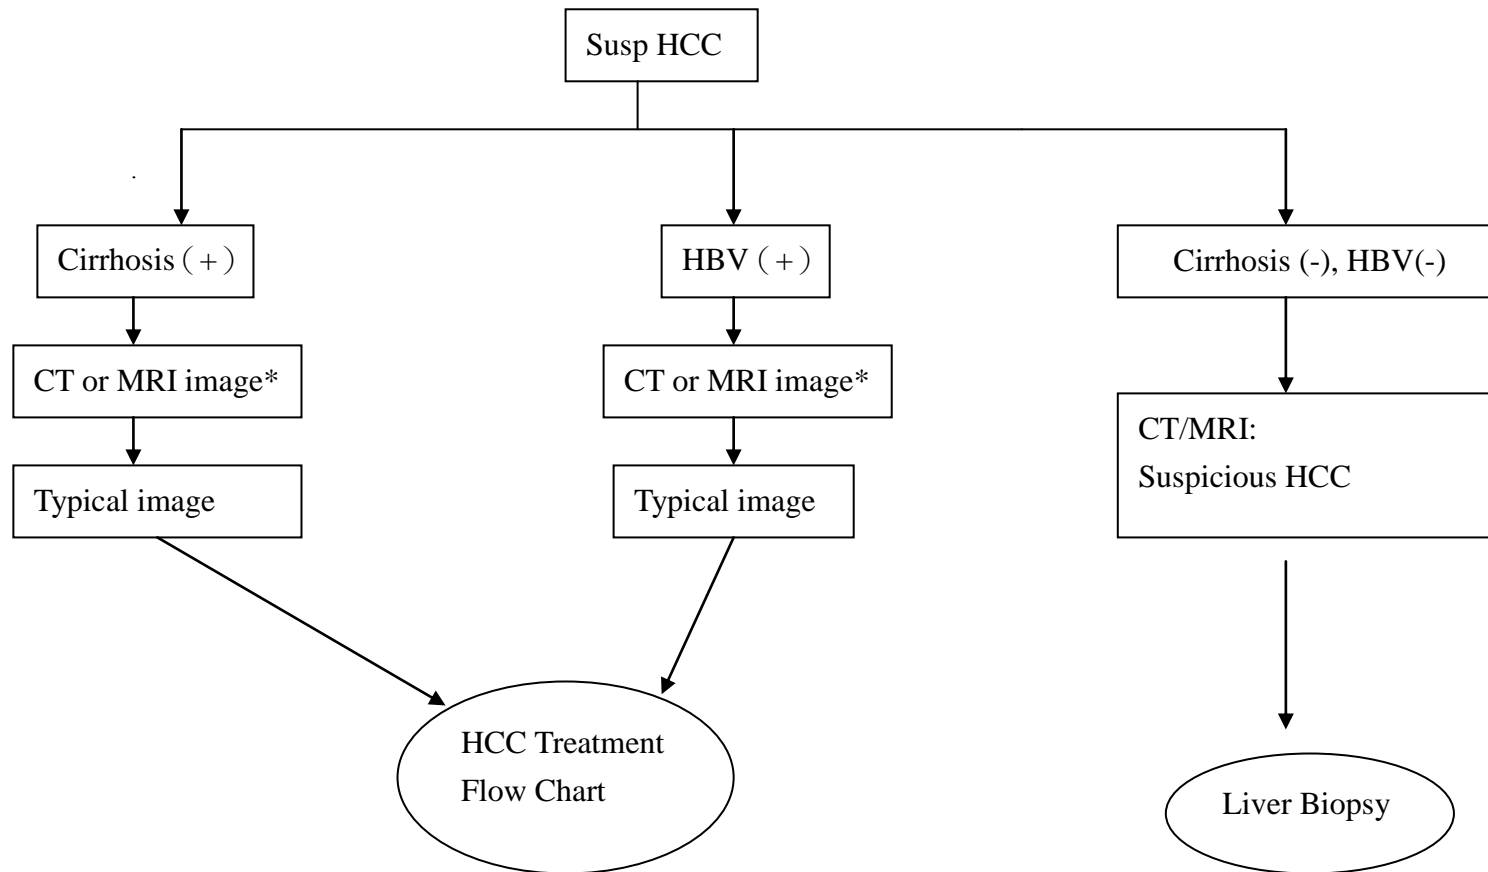 Susp HCC
Cirrhosis（+）
HBV（+）
Cirrhosis (-), HBV(-)
CT or MRI image*
CT or MRI image*
CT/MRI:
Suspicious HCC
Typical image
Typical image
HCC Treatment
Flow Chart
Liver Biopsy